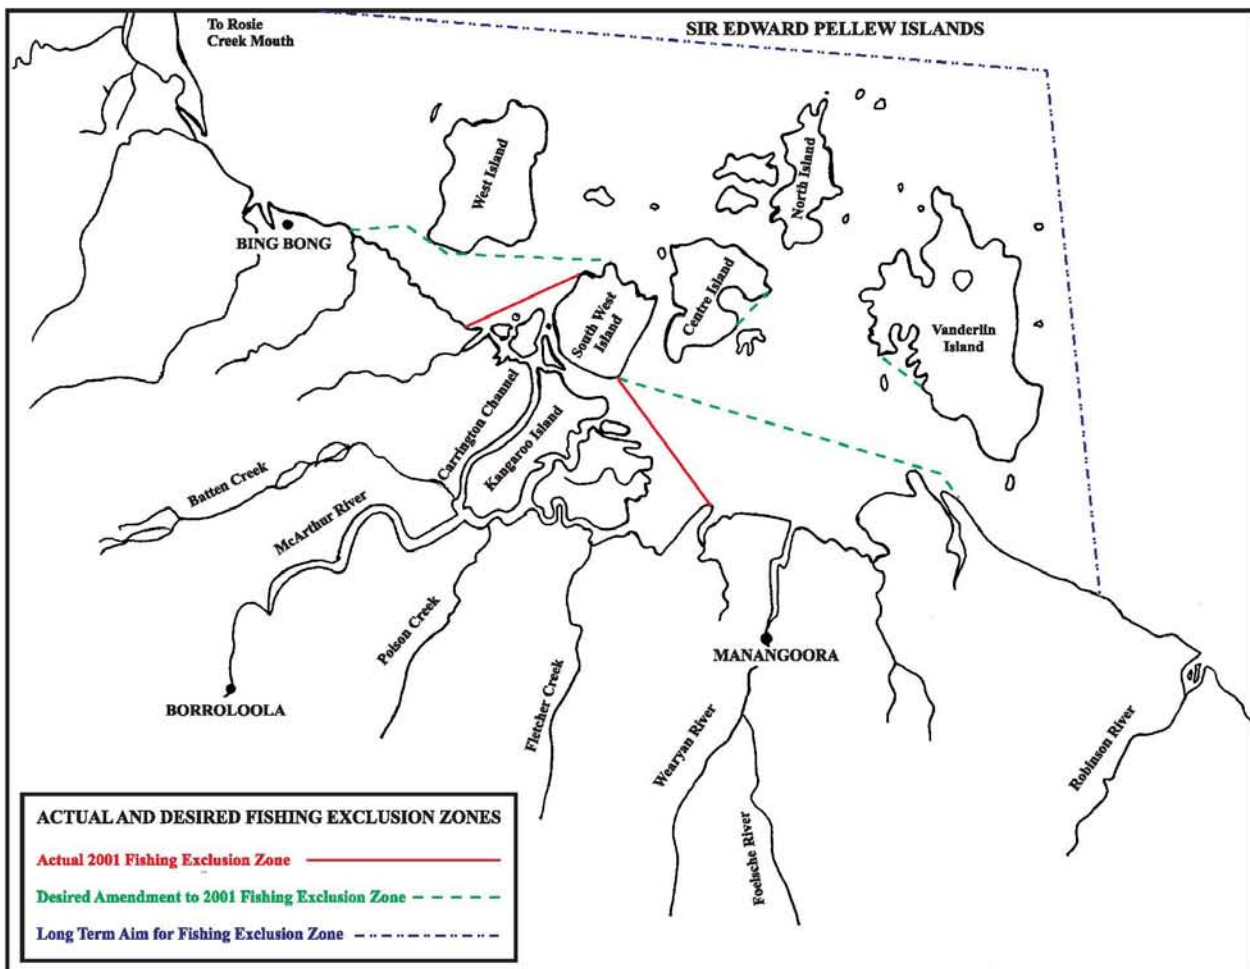 To Rosie
Creek Mouth
SIR EDWARD PELLEW ISLANDS
West Island
North Island
BING BONG
Centre Island
South West
Island
Vanderlin
Island
Carrington Channel
Kangaroo Island
Batten Creek
McArthur River
Poison Creek
MANANGOORA
BORROLOOLA
Fletcher Creek
Wearyan River
Robinson River
Foelsche River
ACTUAL AND DESIRED FISHING EXCLUSION ZONES
Actual 2001 Fishing Exclusion Zone
Desired Amendment to 2001 Fishing Exclusion Zone
Long Term Aim for Fishing Exclusion Zone